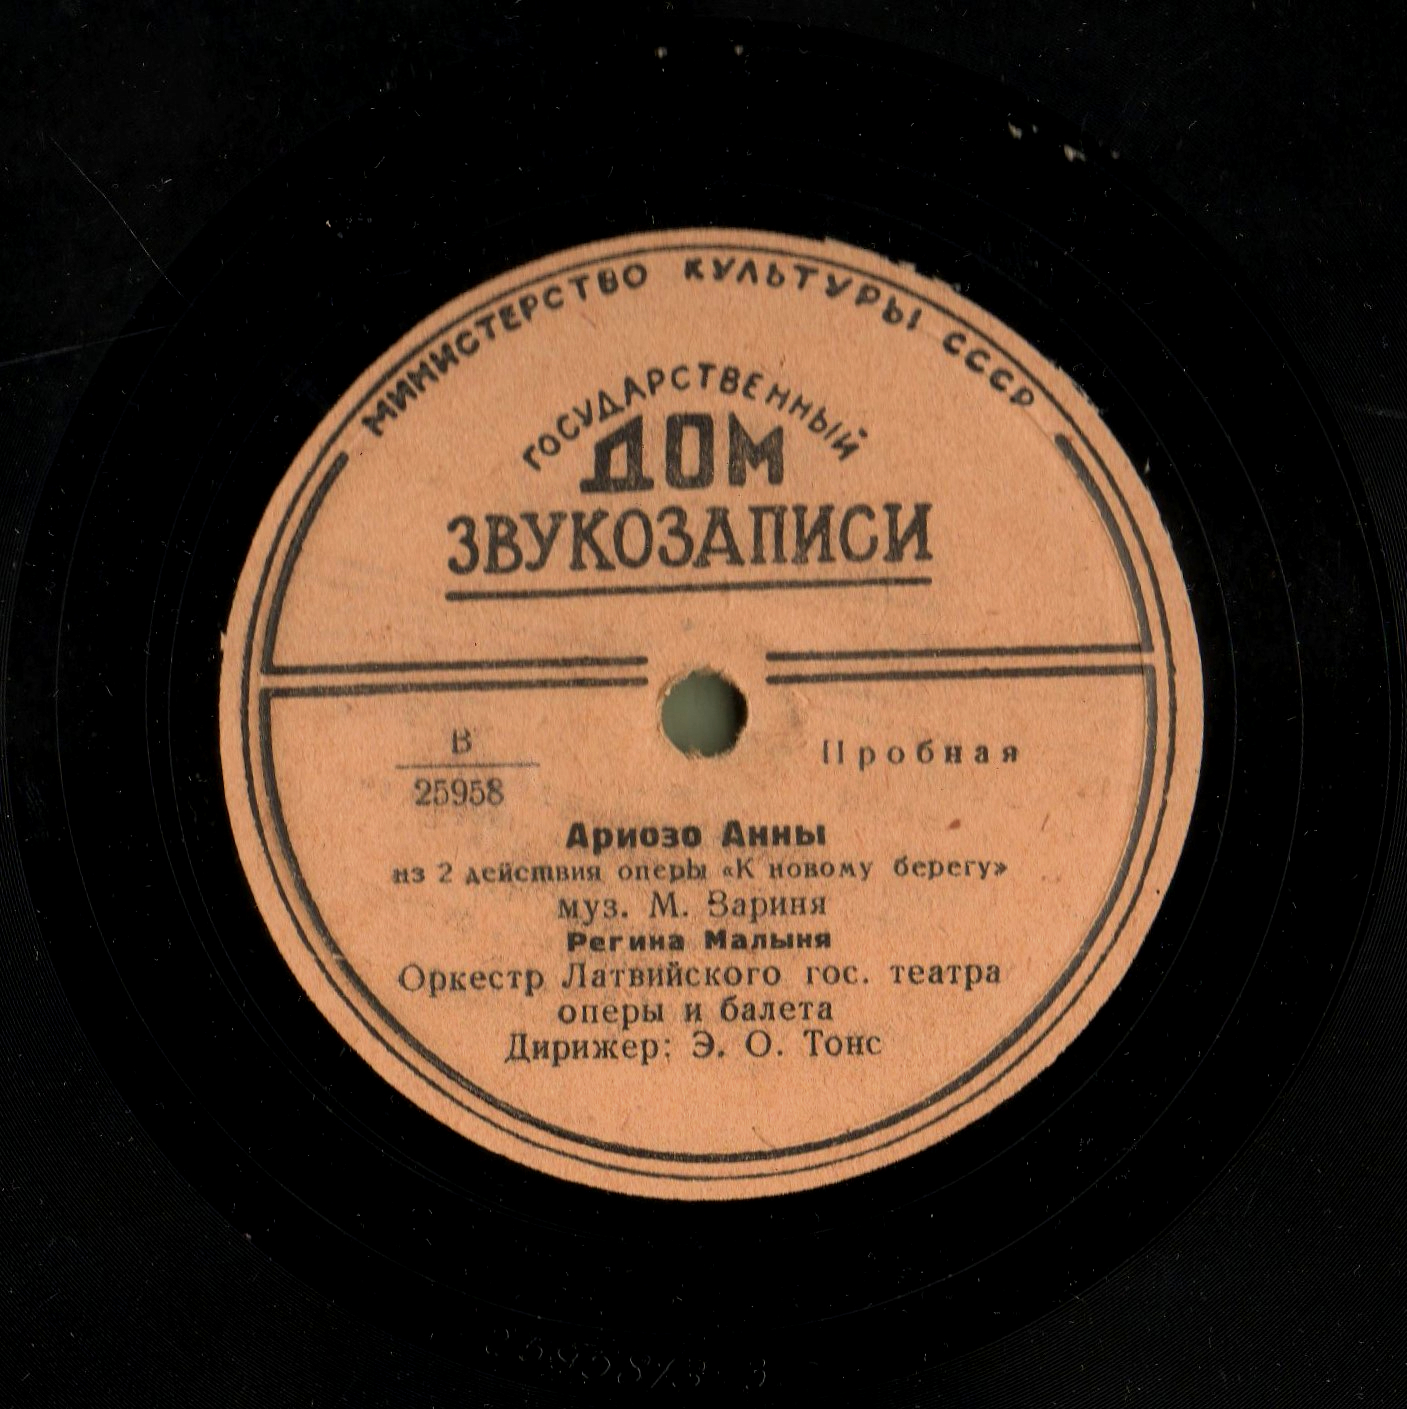 МИНИСТЕРСТВО КУЛЬТУРЫ СССР
ГОСУДАРСТВЕННЫЙ
ДОМ
ЗВУКОЗАПИСИ
В
25958
Пробная
Ариозо Анны
из 2 действия оперы «К новому берегу»
муз. М. Зариня
Регина Малыня
Оркестр Латвийского гос. театра
оперы и балета
Дирижер: Э. О. Тонс